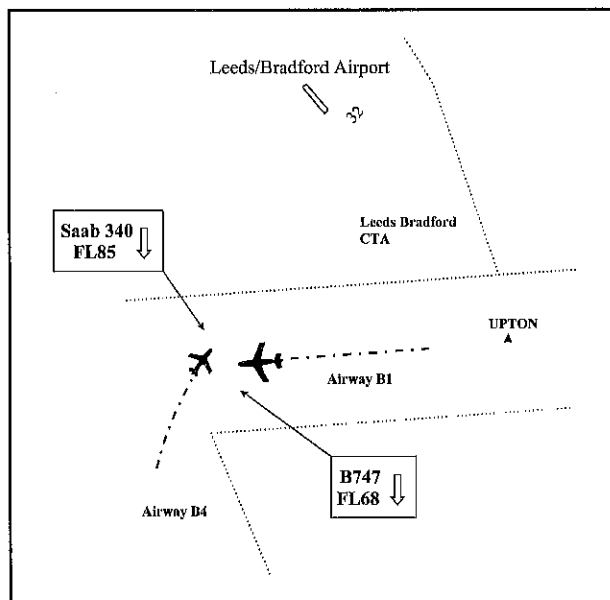 Leeds/Bradford Airport
32
Leeds Bradford
CTA
Saab 340
FL85
UPTON
Airway B1
B747
FL68
Airway B4